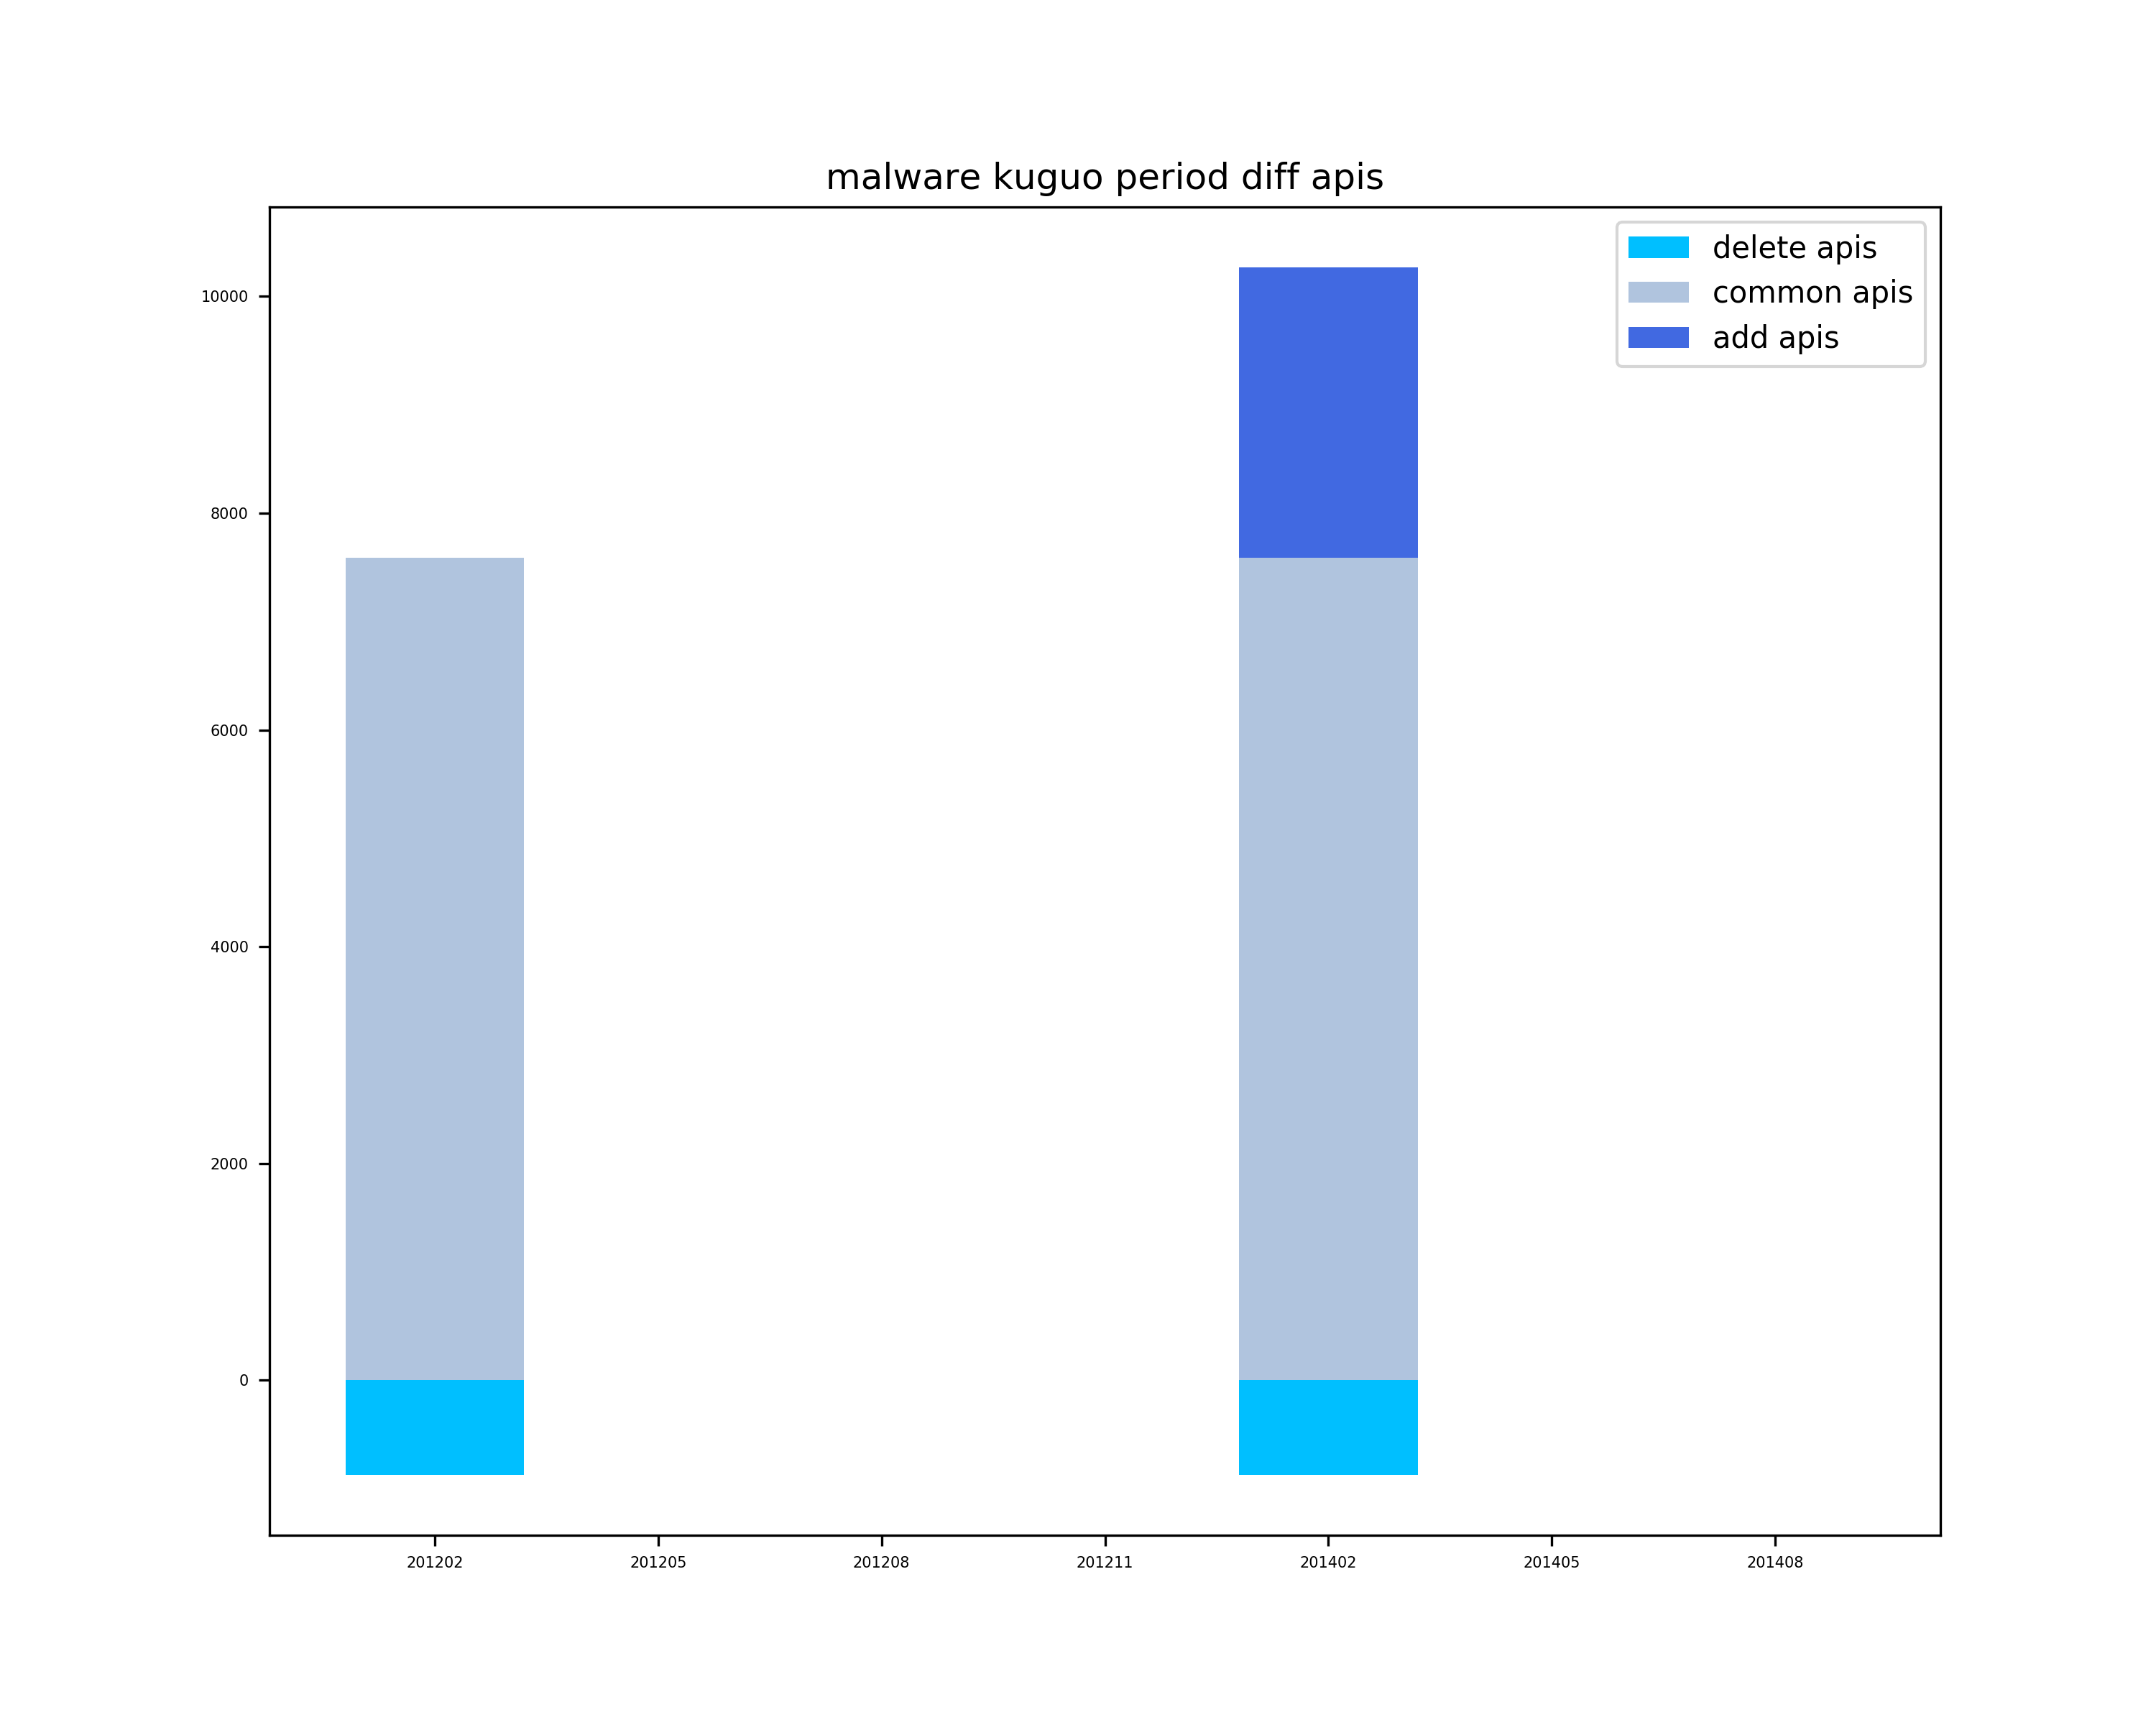 malware kuguo period diff apis
delete apis
common apis
add apis
10000
8000
6000
4000
2000
0
201202 201205 201208 201211 201402 201405 201408